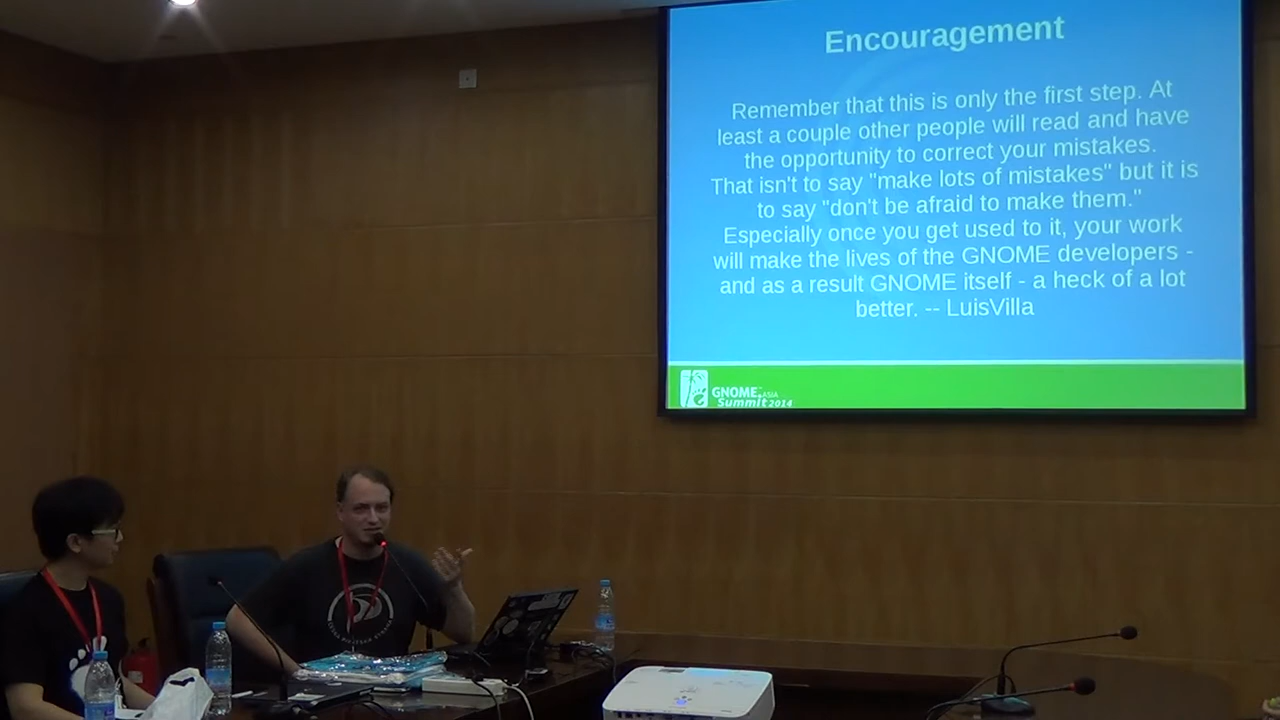 Encouragement
Remember that this is only the first step. At
least a couple other people will read and have
the opportunity to correct your mistakes.
That isn't to say "make lots of mistakes" but it is
to say "don't be afraid to make them."
Especially once you get used to it, your work
will make the lives of the GNOME developers -
and as a result GNOME itself - a heck of a lot
better. -- LuisVilla
GNOME™ ASIA
Summit 2014